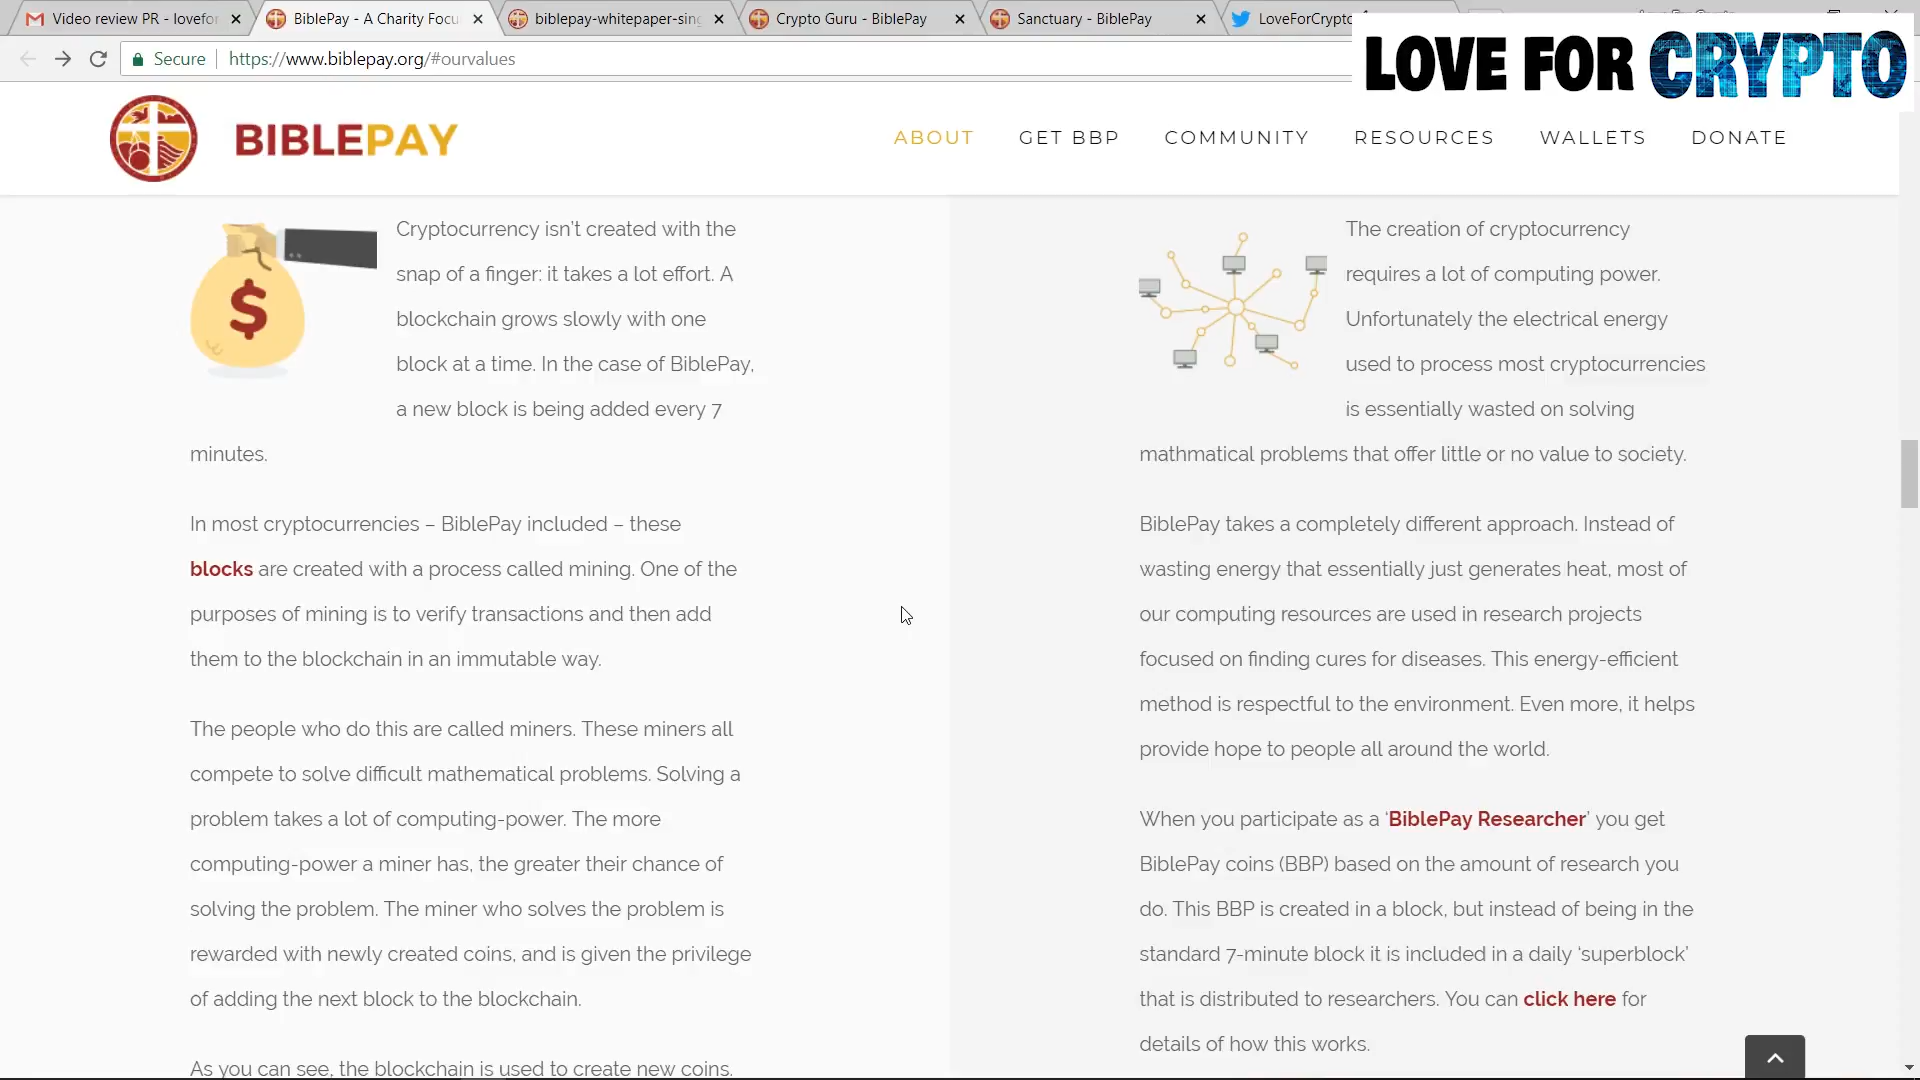 Video review PR - lovefor
BiblePay - A Charity Focu
biblepay-whitepaper-sing
Crypto Guru - BiblePay
Sanctuary - BiblePay
LoveForCrypto
LOVE FOR CRYPTO
Secure
https://www.biblepay.org/#ourvalues
BIBLEPAY
ABOUT
GET BBP
COMMUNITY
RESOURCES
WALLETS
DONATE
$
Cryptocurrency isn't created with the
snap of a finger: it takes a lot effort. A
blockchain grows slowly with one
block at a time. In the case of BiblePay,
a new block is being added every 7
minutes.
In most cryptocurrencies – BiblePay included – these
blocks are created with a process called mining. One of the
purposes of mining is to verify transactions and then add
them to the blockchain in an immutable way.
The people who do this are called miners. These miners all
compete to solve difficult mathematical problems. Solving a
problem takes a lot of computing-power. The more
computing-power a miner has, the greater their chance of
solving the problem. The miner who solves the problem is
rewarded with newly created coins, and is given the privilege
of adding the next block to the blockchain.
As you can see, the blockchain is used to create new coins.
The creation of cryptocurrency
requires a lot of computing power.
Unfortunately the electrical energy
used to process most cryptocurrencies
is essentially wasted on solving
mathmatical problems that offer little or no value to society.
BiblePay takes a completely different approach. Instead of
wasting energy that essentially just generates heat, most of
our computing resources are used in research projects
focused on finding cures for diseases. This energy-efficient
method is respectful to the environment. Even more, it helps
provide hope to people all around the world.
When you participate as a ‘BiblePay Researcher’ you get
BiblePay coins (BBP) based on the amount of research you
do. This BBP is created in a block, but instead of being in the
standard 7-minute block it is included in a daily ‘superblock’
that is distributed to researchers. You can click here for
details of how this works.